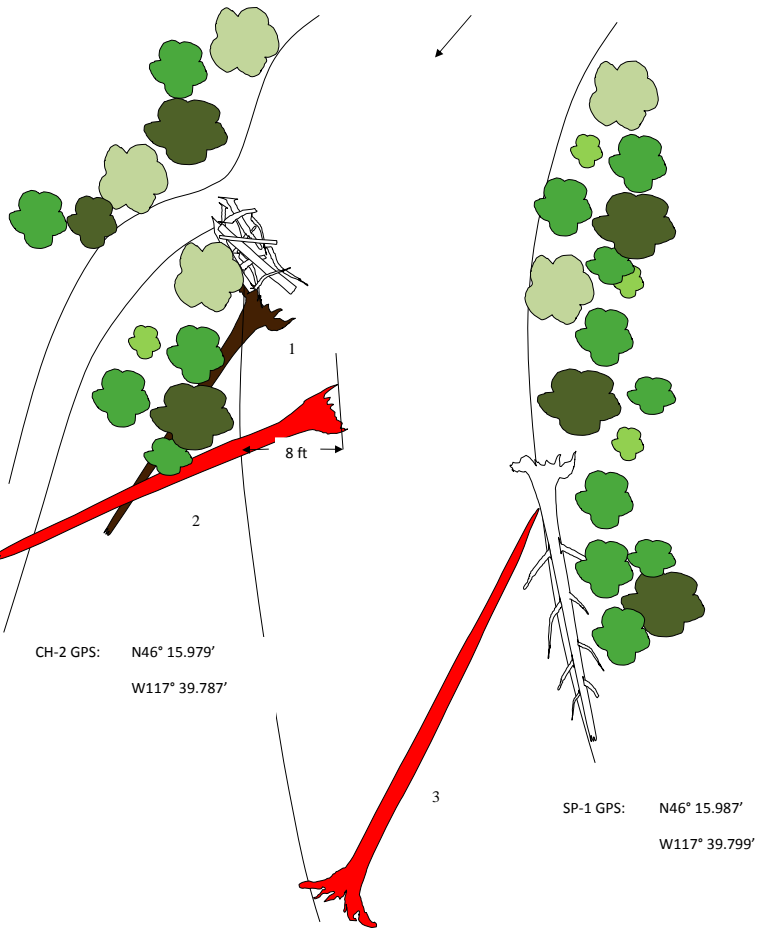 1
8 ft
2
CH-2 GPS: N46° 15.979’
W117° 39.787’
3
SP-1 GPS: N46° 15.987’
W117° 39.799’